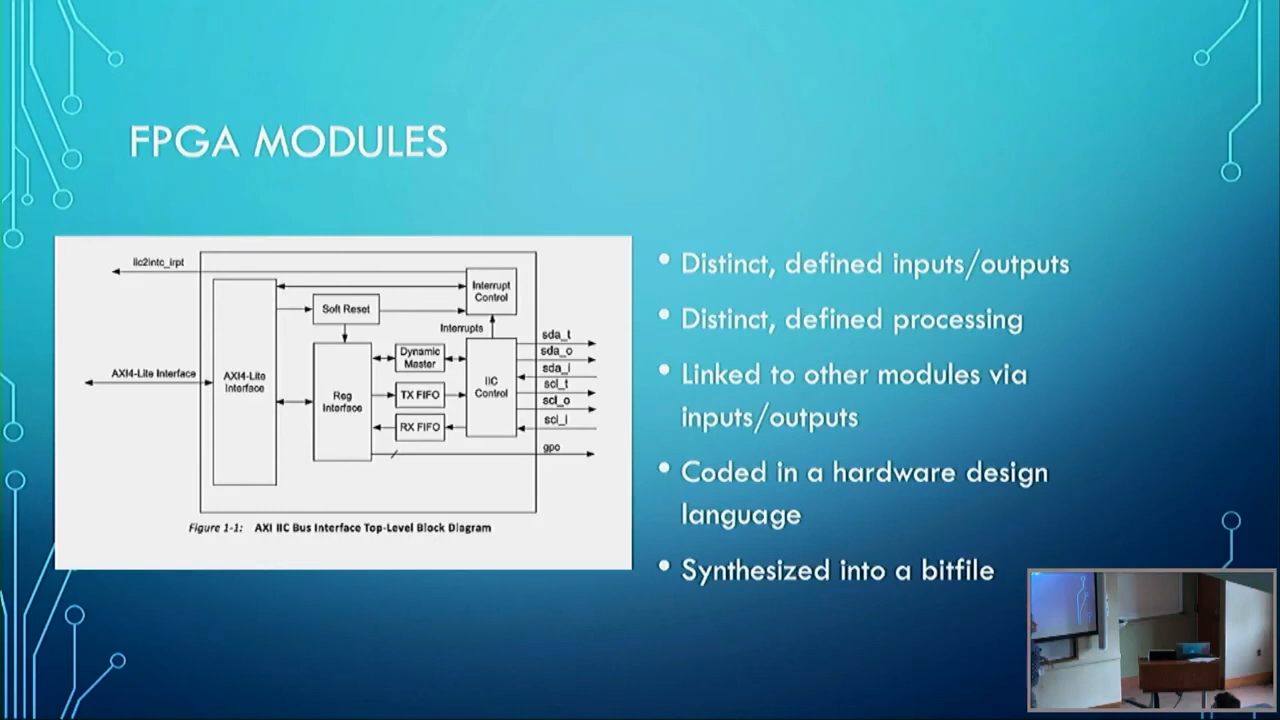 FPGA MODULES
iic2intc_irpt
Interrupt
Control
Soft Reset
Interrupts
AXI4-Lite Interface
AXI4-Lite
Interface
Reg
Interface
Dynamic
Master
TX FIFO
RX FIFO
IIC
Control
sda_t
sda_o
sda_i
scl_t
scl_o
scl_i
gpo
Figure 1-1: AXI IIC Bus Interface Top-Level Block Diagram
• Distinct, defined inputs/outputs
• Distinct, defined processing
• Linked to other modules via
inputs/outputs
• Coded in a hardware design
language
• Synthesized into a bitfile